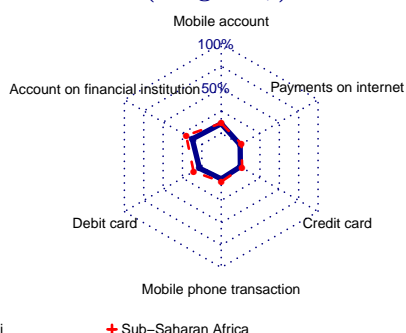 Mobile account
100%
Account on financial institution 50% Payments on internet
Debit card Credit card
Mobile phone transaction
Sub−Saharan Africa